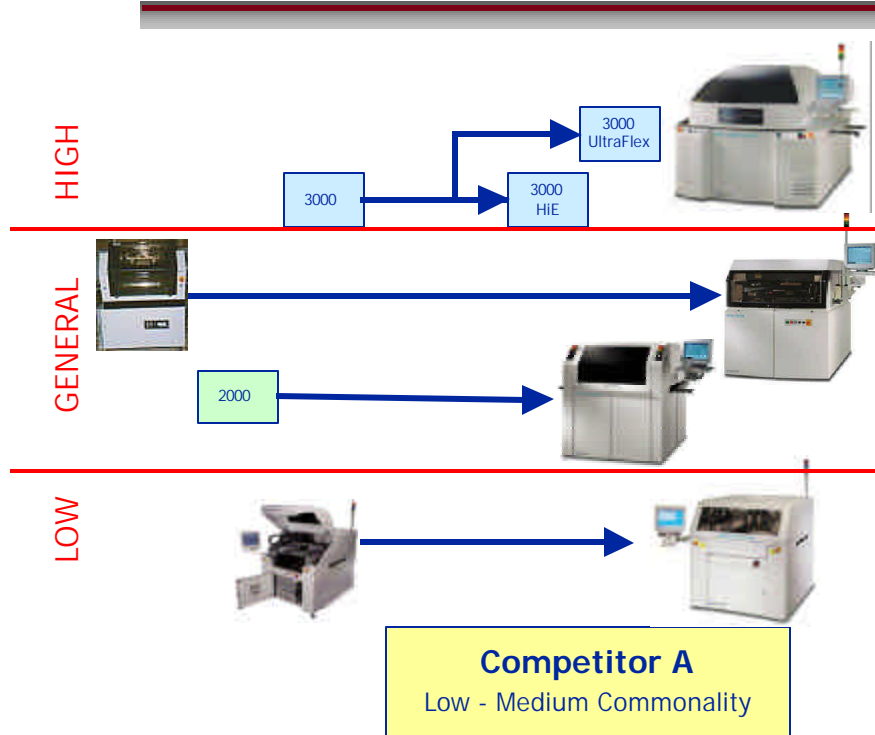 HIGH
3000
UltraFlex
3000
3000
HiE
GENERAL
2000
LOW
Competitor A
Low - Medium Commonality